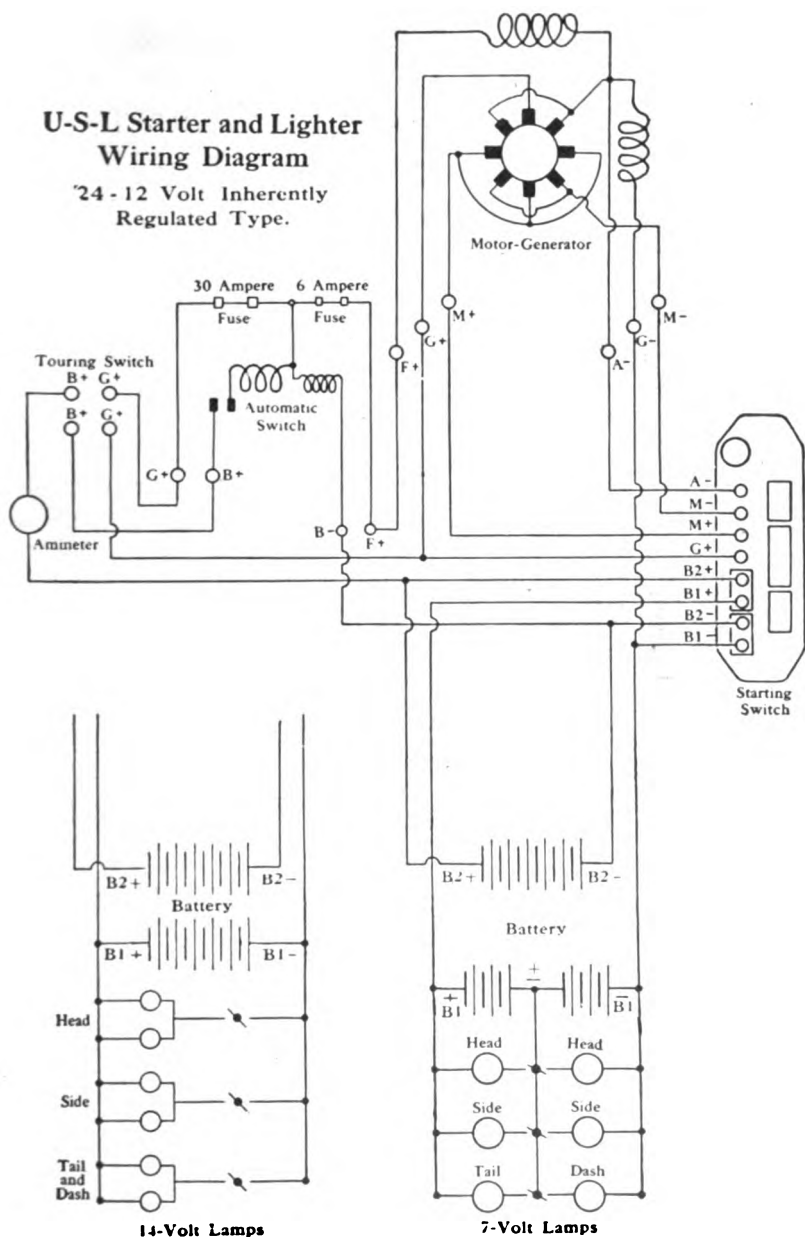 U-S-L Starter and Lighter
Wiring Diagram
24-12 Volt Inherently
Regulated Type.
Motor-Generator
30 Ampere
Fuse
6 Ampere
Fuse
M+
M-
G+
G-
F+
A-
Touring Switch
B+ G+
B+ G+
Automatic
Switch
G+
B+
B-
F+
Ammeter
A-
M-
M+
G+
B2+
B1+
B2-
B1-
Starting
Switch
B2+
B2-
Battery
B1+
B1-
Head
Side
Tail
and
Dash
14-Volt Lamps
B2+
B2-
Battery
+
B1
±
-
B1
Head
Head
Side
Side
Tail
Dash
7-Volt Lamps